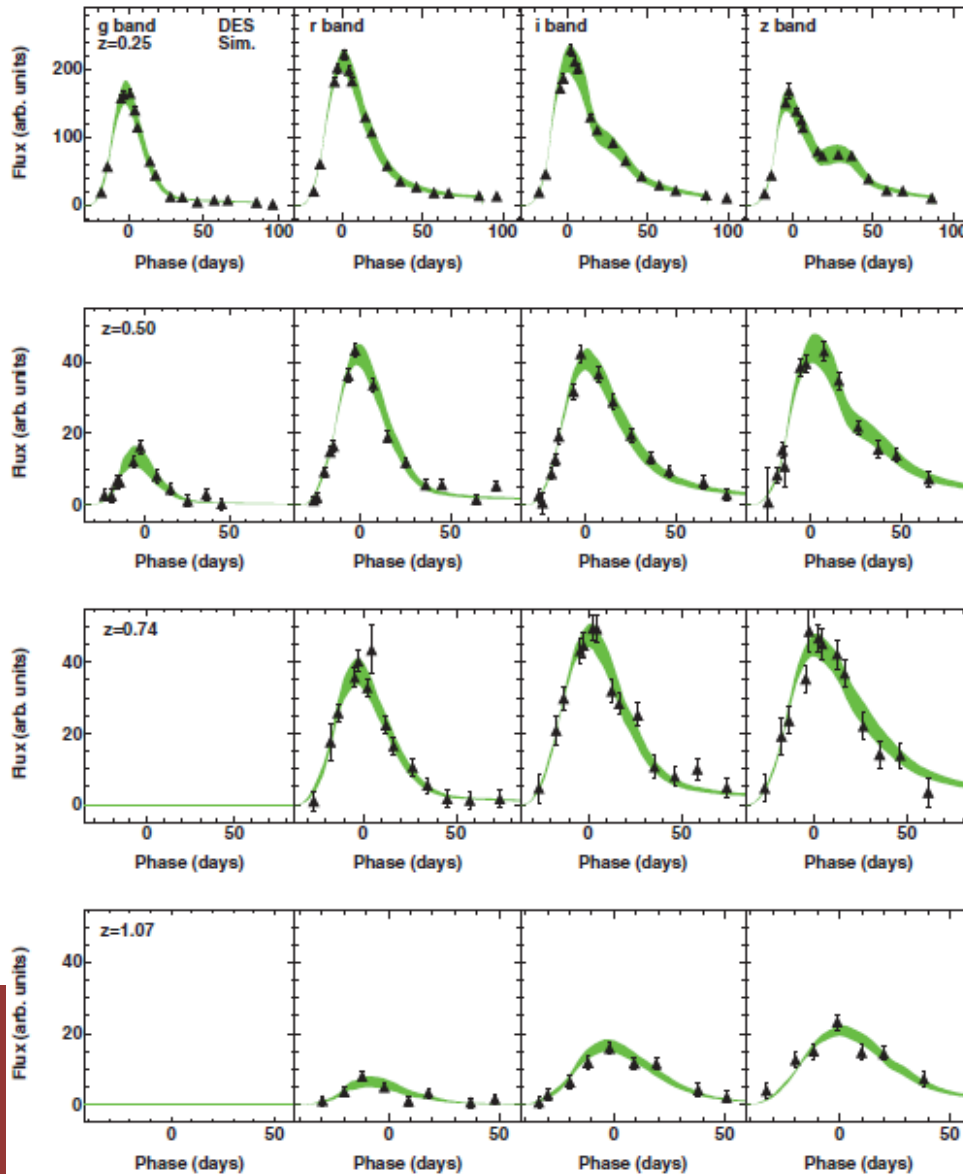 g band DES r band i band z band
z=0.25 Sim.
Flux (arb. units)
200
100
0
0 50 100 0 50 100 0 50 100 0 50 100
Phase (days) Phase (days) Phase (days) Phase (days)
z=0.50
Flux (arb. units)
40
20
0
0 50 0 50 0 50 0 50
Phase (days) Phase (days) Phase (days) Phase (days)
z=0.74
Flux (arb. units)
40
20
0
0 50 0 50 0 50 0 50
Phase (days) Phase (days) Phase (days) Phase (days)
z=1.07
Flux (arb. units)
40
20
0
0 50 0 50 0 50 0 50
Phase (days) Phase (days) Phase (days) Phase (days)